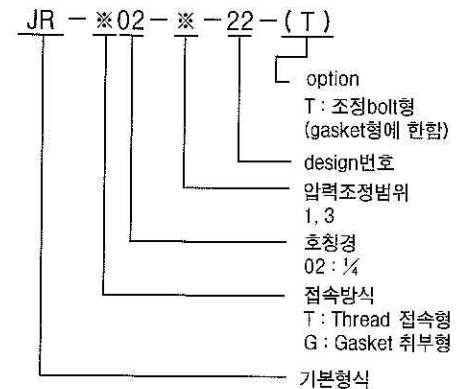 JR - ※02 - ※ - 22 - (T)
option
T : 조정bolt형
(gasket형에 한함)
design번호
압력조정범위
1, 3
호칭경
02 : ¼
접속방식
T : Thread 접속형
G : Gasket 취부형
기본형식